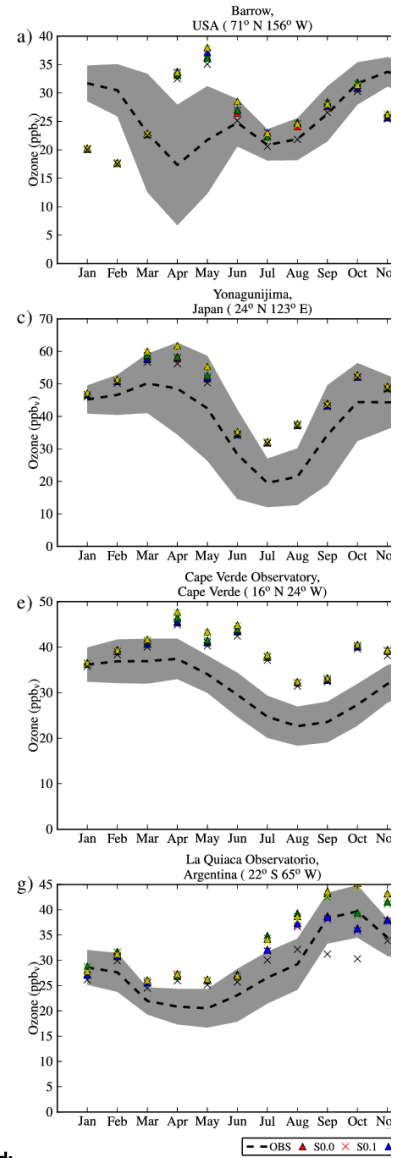 Barrow,
USA ( 71° N 156° W)
a)
40
35
30
25
20
15
10
5
0
Ozone (ppbv)
Jan Feb Mar Apr May Jun Jul Aug Sep Oct No
Yonagunijima,
Japan ( 24° N 123° E)
c)
70
60
50
40
30
20
10
0
Ozone (ppbv)
Jan Feb Mar Apr May Jun Jul Aug Sep Oct No
Cape Verde Observatory,
Cape Verde ( 16° N 24° W)
e)
50
40
30
20
10
0
Ozone (ppbv)
Jan Feb Mar Apr May Jun Jul Aug Sep Oct No
La Quiaca Observatorio,
Argentina ( 22° S 65° W)
g)
45
40
35
30
25
20
15
10
5
0
Ozone (ppbv)
Jan Feb Mar Apr May Jun Jul Aug Sep Oct No
OBS S0.0 S0.1